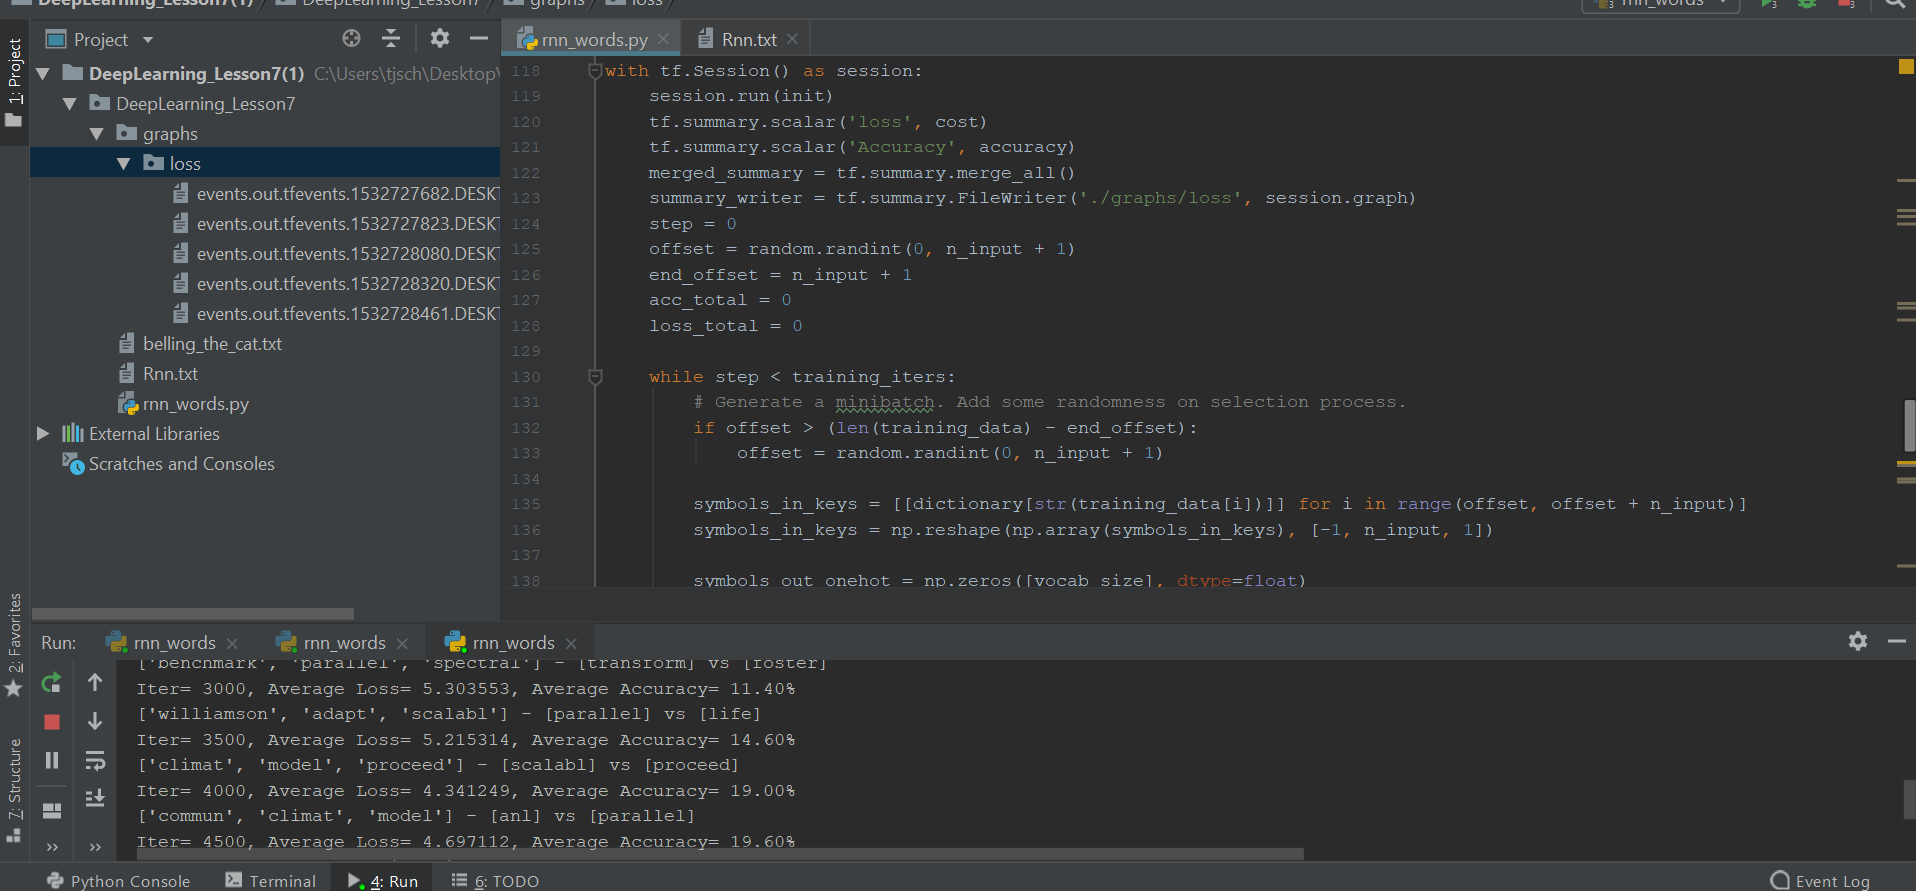 DeepLearning_Lesson7(1) DeepLearning_Lesson7 graphs loss rnn_words
Project
rnn_words.py
Rnn.txt
1: Project
DeepLearning_Lesson7(1) C:\Users\tjsch\Desktop\
DeepLearning_Lesson7
graphs
loss
events.out.tfevents.1532727682.DESKT
events.out.tfevents.1532727823.DESKT
events.out.tfevents.1532728080.DESKT
events.out.tfevents.1532728320.DESKT
events.out.tfevents.1532728461.DESKT
belling_the_cat.txt
Rnn.txt
rnn_words.py
External Libraries
Scratches and Consoles
118 with tf.Session() as session:
119 session.run(init)
120 tf.summary.scalar('loss', cost)
121 tf.summary.scalar('Accuracy', accuracy)
122 merged_summary = tf.summary.merge_all()
123 summary_writer = tf.summary.FileWriter('./graphs/loss', session.graph)
124 step = 0
125 offset = random.randint(0, n_input + 1)
126 end_offset = n_input + 1
127 acc_total = 0
128 loss_total = 0
129
130 while step < training_iters:
131 # Generate a minibatch. Add some randomness on selection process.
132 if offset > (len(training_data) - end_offset):
133 offset = random.randint(0, n_input + 1)
134
135 symbols_in_keys = [[dictionary[str(training_data[i])]] for i in range(offset, offset + n_input)]
136 symbols_in_keys = np.reshape(np.array(symbols_in_keys), [-1, n_input, 1])
137
138 symbols_out_onehot = np.zeros([vocab_size], dtype=float)
2: Favorites
7: Structure
Run: rnn_words rnn_words rnn_words
['benchmark', 'parallel', 'spectral'] - [transform] vs [foster]
Iter= 3000, Average Loss= 5.303553, Average Accuracy= 11.40%
['williamson', 'adapt', 'scalabl'] - [parallel] vs [life]
Iter= 3500, Average Loss= 5.215314, Average Accuracy= 14.60%
['climat', 'model', 'proceed'] - [scalabl] vs [proceed]
Iter= 4000, Average Loss= 4.341249, Average Accuracy= 19.00%
['commun', 'climat', 'model'] - [anl] vs [parallel]
Iter= 4500, Average Loss= 4.697112, Average Accuracy= 19.60%
Python Console Terminal 4: Run 6: TODO Event Log